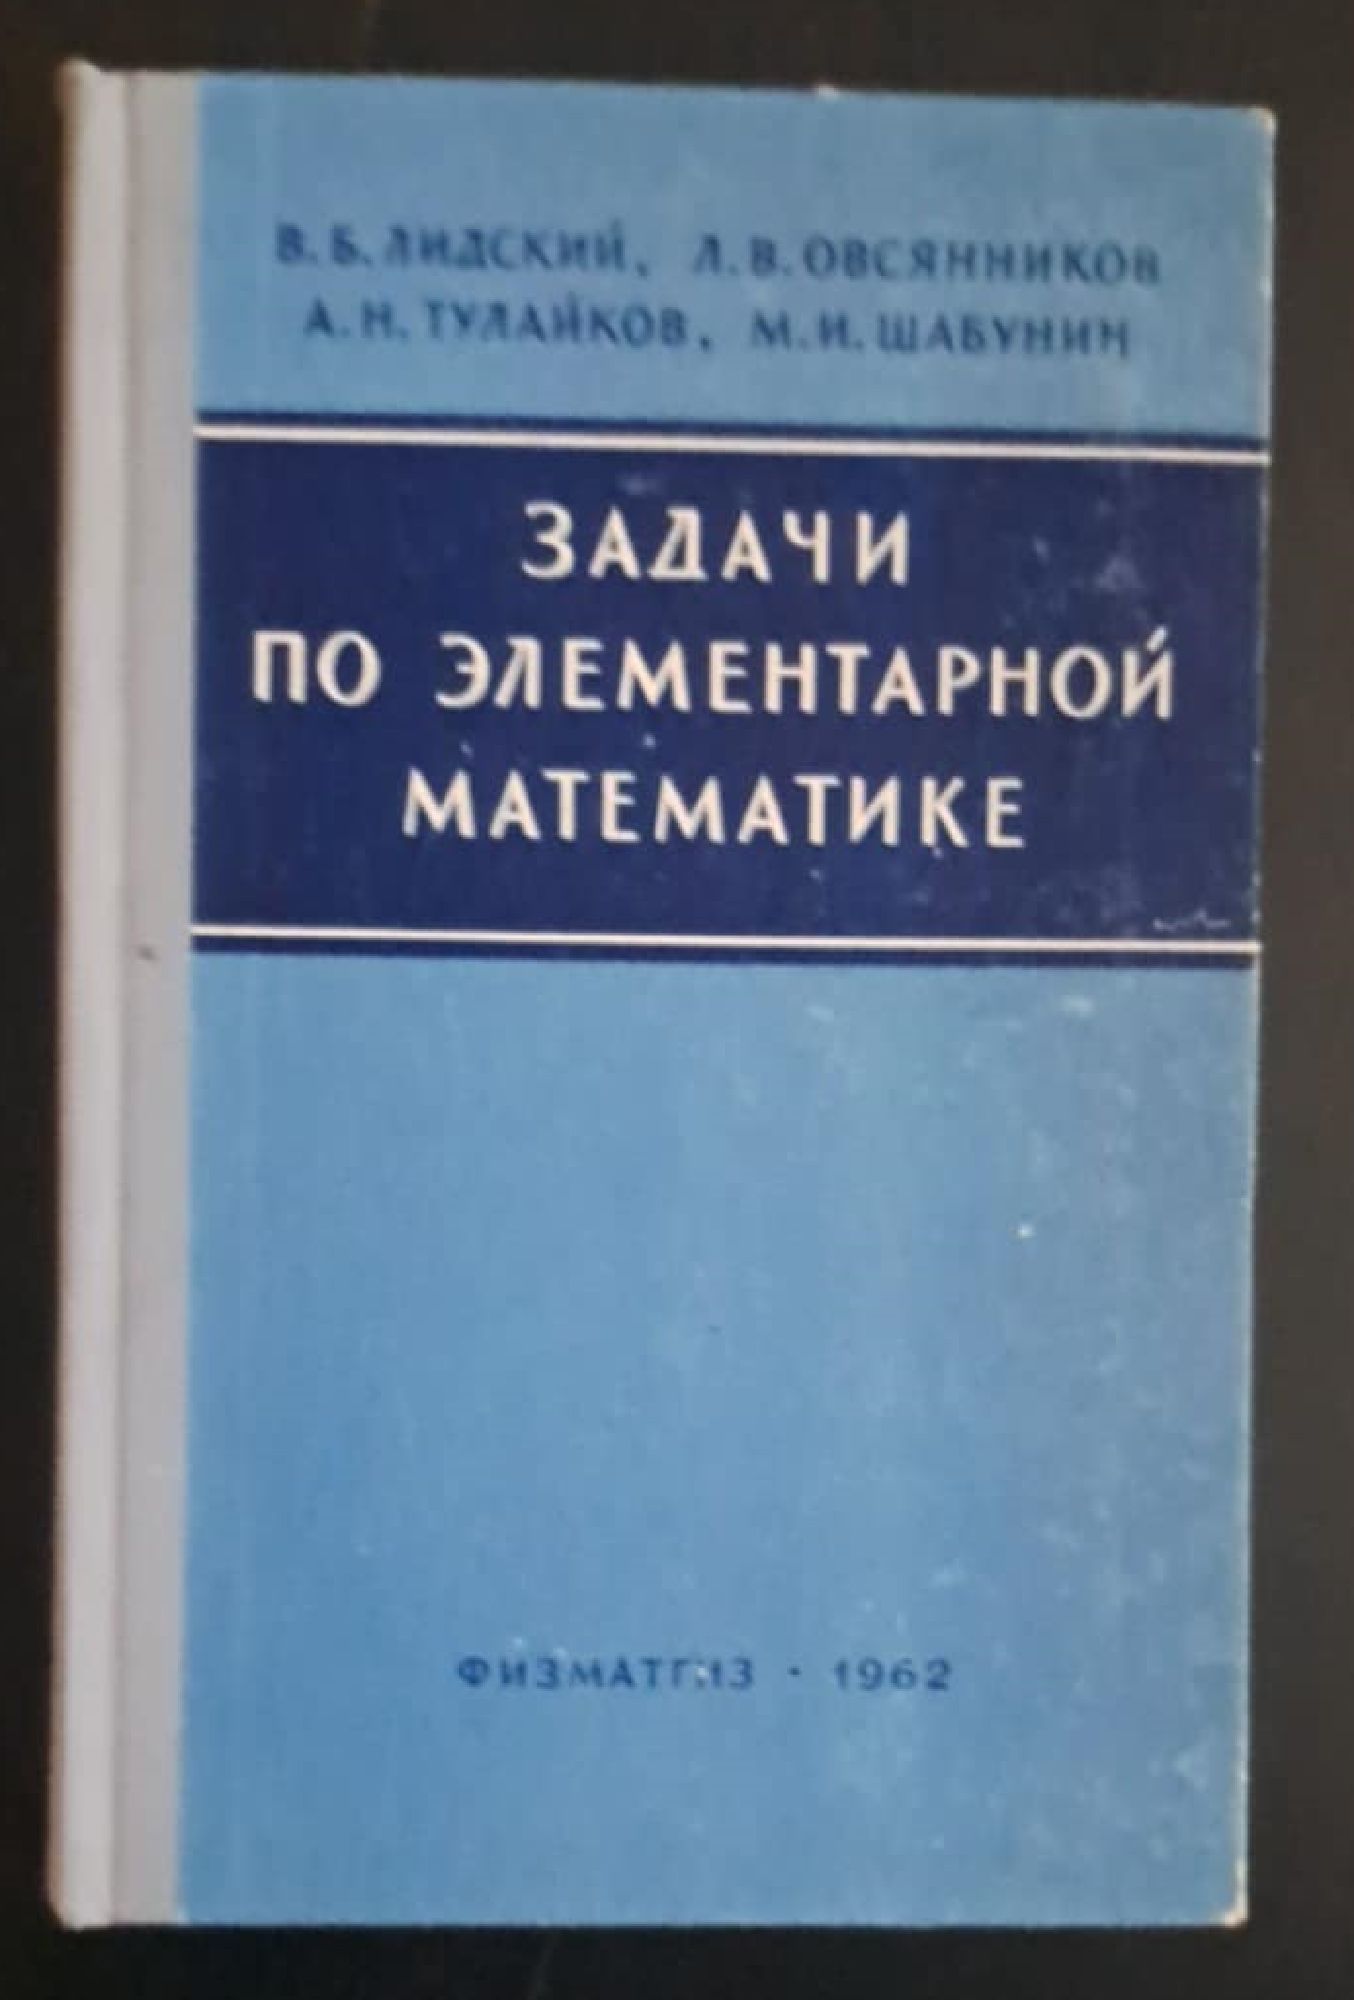 В. Б. ЛИДСКИЙ, Л. В. ОВСЯННИКОВ
А. Н. ТУЛАЙКОВ, М. И. ШАБУНИН
ЗАДАЧИ
ПО ЭЛЕМЕНТАРНОЙ
МАТЕМАТИКЕ
ФИЗМАТГИЗ · 1962